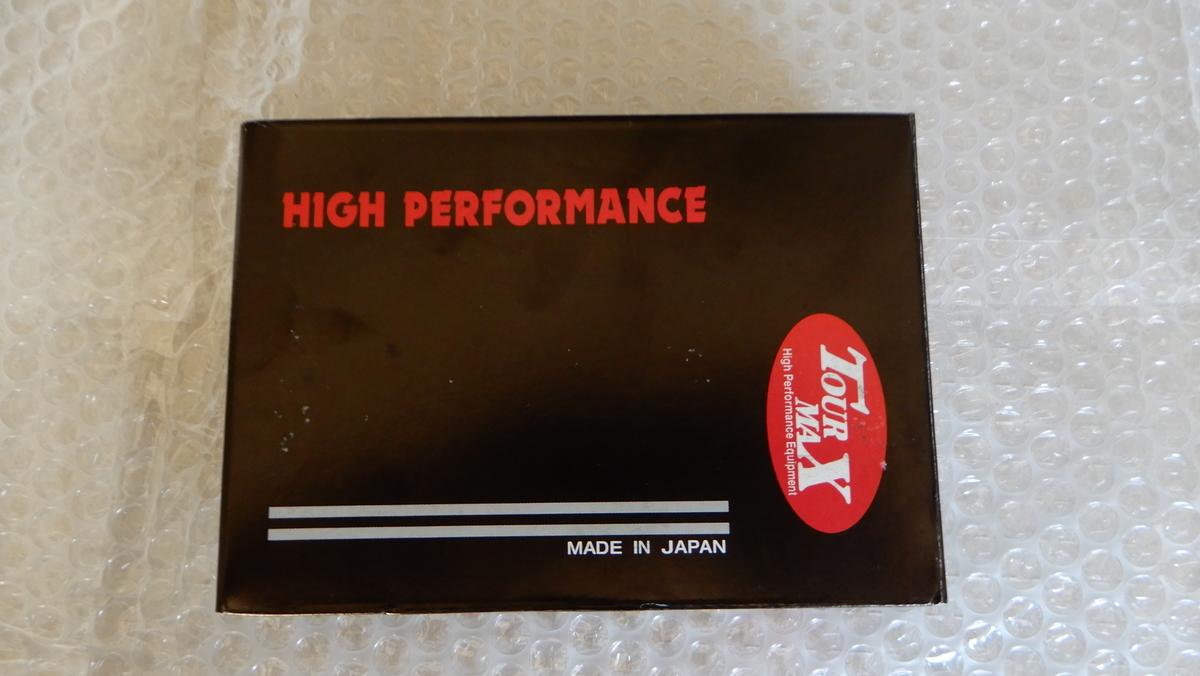 HIGH PERFORMANCE
TOUR MAX
High Performance Equipment
MADE IN JAPAN